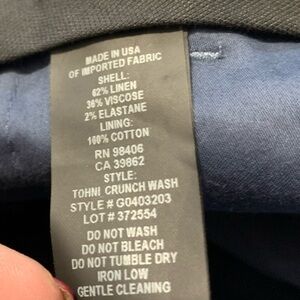 MADE IN USA
OF IMPORTED FABRIC
SHELL:
62% LINEN
36% VISCOSE
2% ELASTANE
LINING:
100% COTTON
RN 98406
CA 39862
STYLE:
TOHNI CRUNCH WASH
STYLE # G0403203
LOT # 372554
DO NOT WASH
DO NOT BLEACH
DO NOT TUMBLE DRY
IRON LOW
GENTLE CLEANING